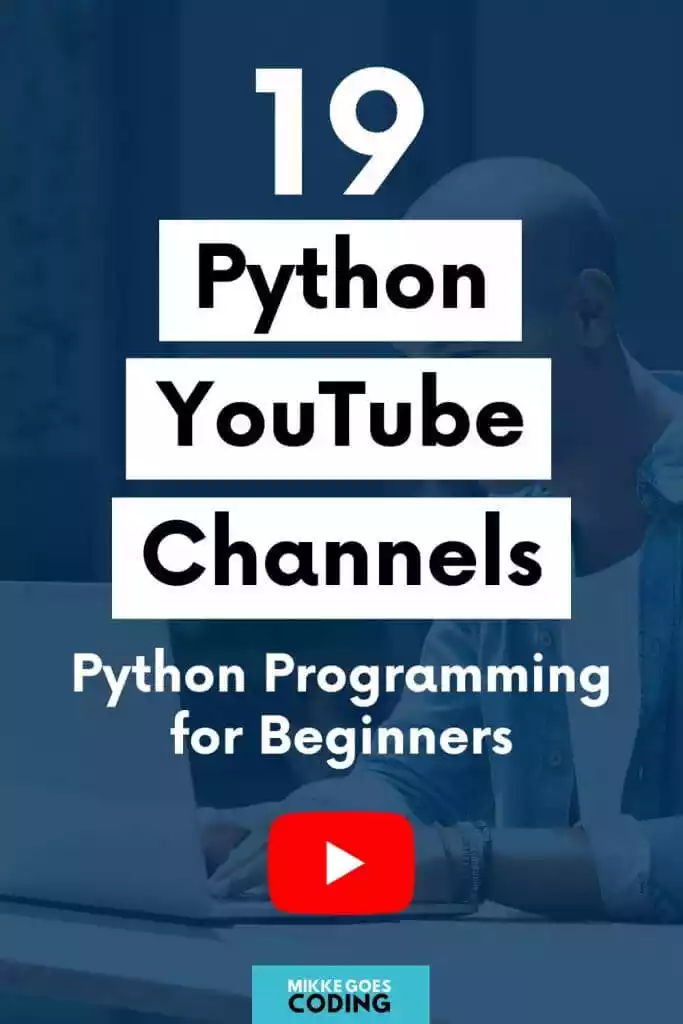 19
Python
YouTube
Channels
Python Programming
for Beginners
MIKKE GOES
CODING